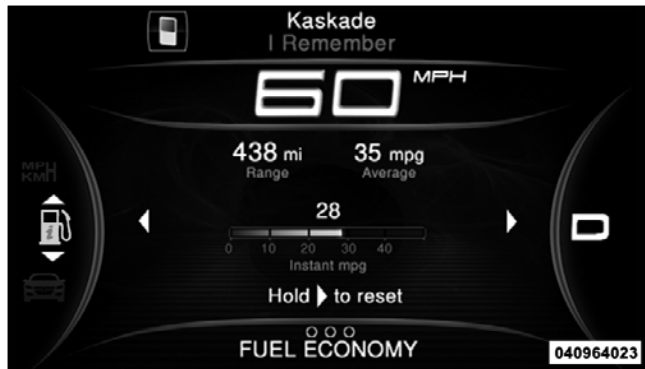 Kaskade
I Remember
60 MPH
438 mi 35 mpg
Range Average
MPH
KMH
28
0 10 20 30 40
Instant mpg
D
Hold to reset
FUEL ECONOMY
040964023